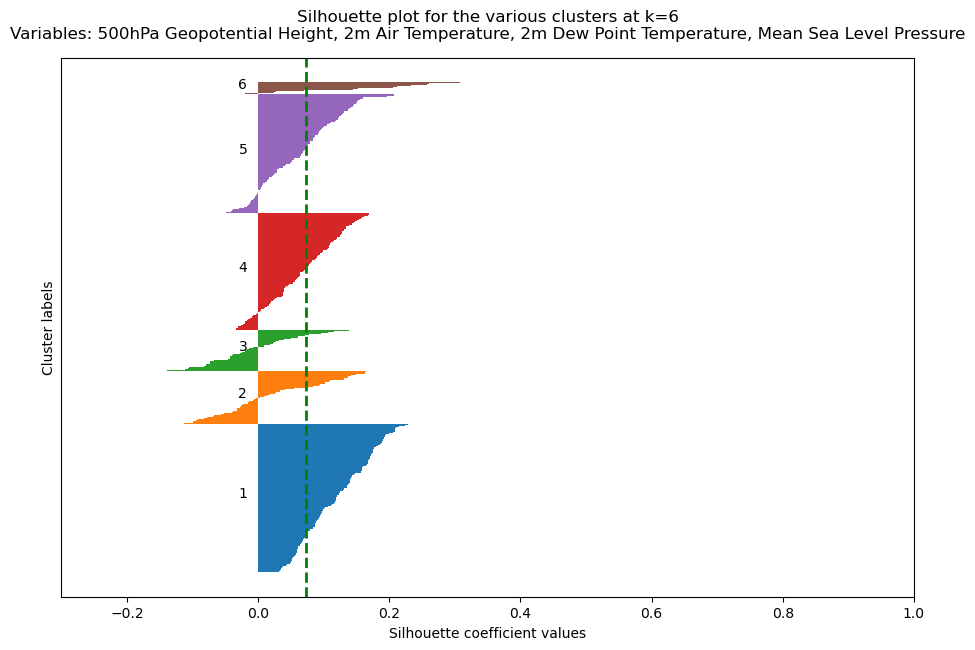 Silhouette plot for the various clusters at k=6
Variables: 500hPa Geopotential Height, 2m Air Temperature, 2m Dew Point Temperature, Mean Sea Level Pressure
6
5
4
3
2
1
Cluster labels
−0.2 0.0 0.2 0.4 0.6 0.8 1.0
Silhouette coefficient values